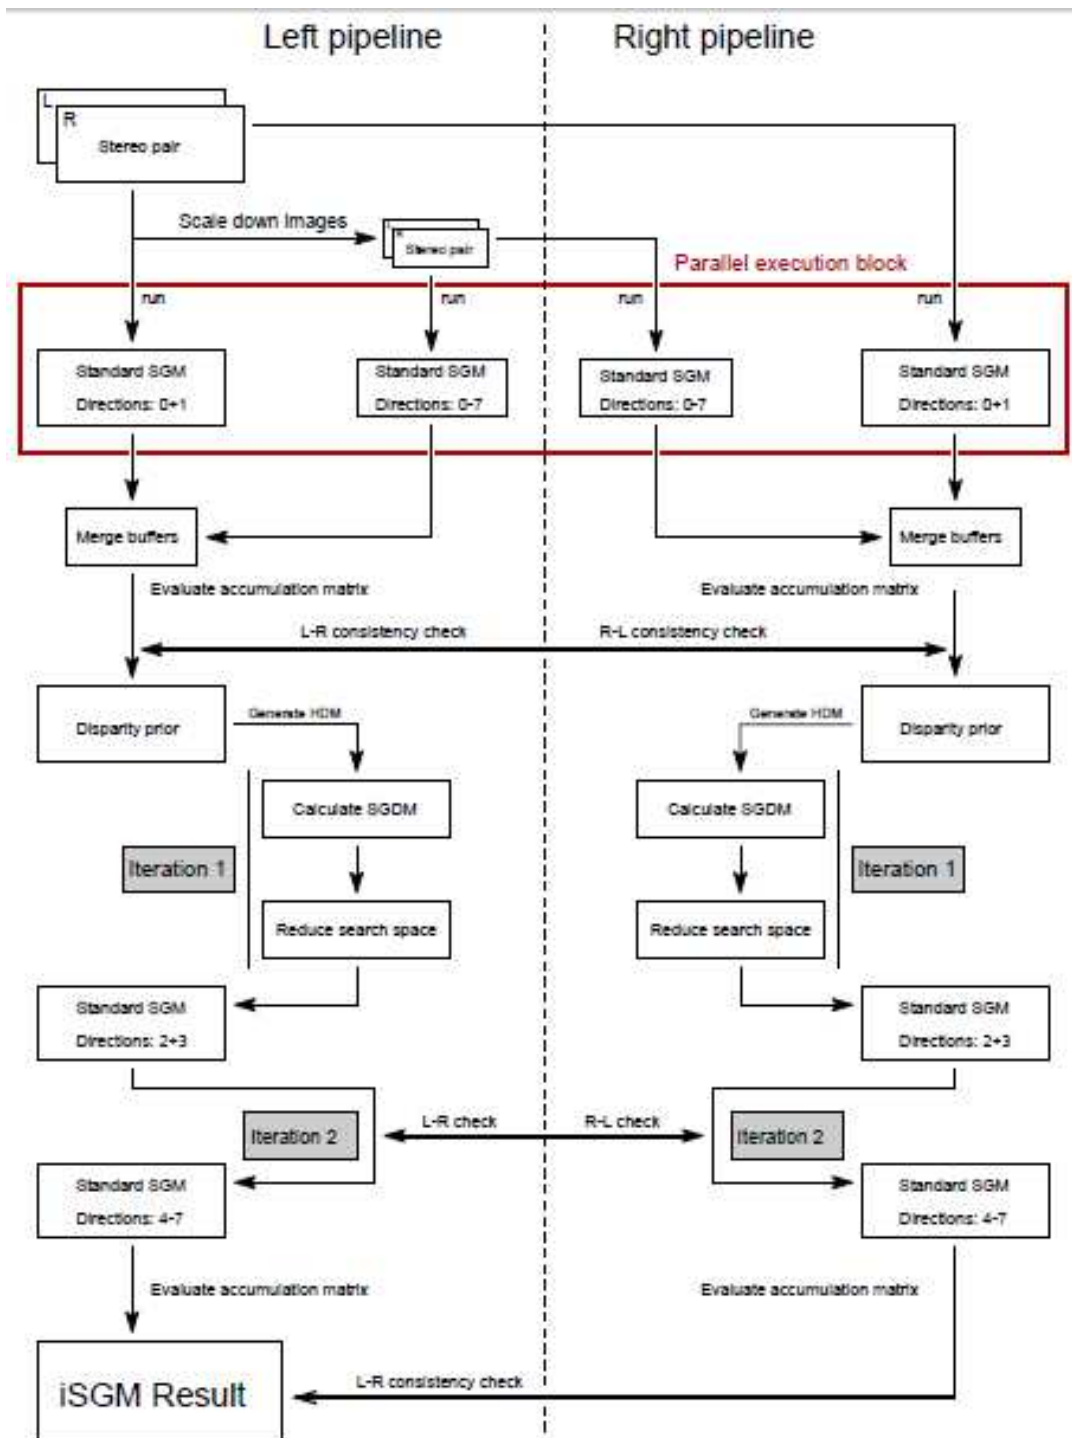 Left pipeline
Right pipeline
L
R
Stereo pair
Scale down images
Stereo pair
Parallel execution block
run
run
run
run
Standard SGM
Directions: 0+1
Standard SGM
Directions: 0-7
Standard SGM
Directions: 0-7
Standard SGM
Directions: 0+1
Merge buffers
Merge buffers
Evaluate accumulation matrix
Evaluate accumulation matrix
L-R consistency check
R-L consistency check
Disparity prior
Generate HDM
Generate HDM
Disparity prior
Calculate SGDM
Calculate SGDM
Iteration 1
Iteration 1
Reduce search space
Reduce search space
Standard SGM
Directions: 2+3
Standard SGM
Directions: 2+3
L-R check
R-L check
Iteration 2
Iteration 2
Standard SGM
Directions: 4-7
Standard SGM
Directions: 4-7
Evaluate accumulation matrix
Evaluate accumulation matrix
L-R consistency check
iSGM Result